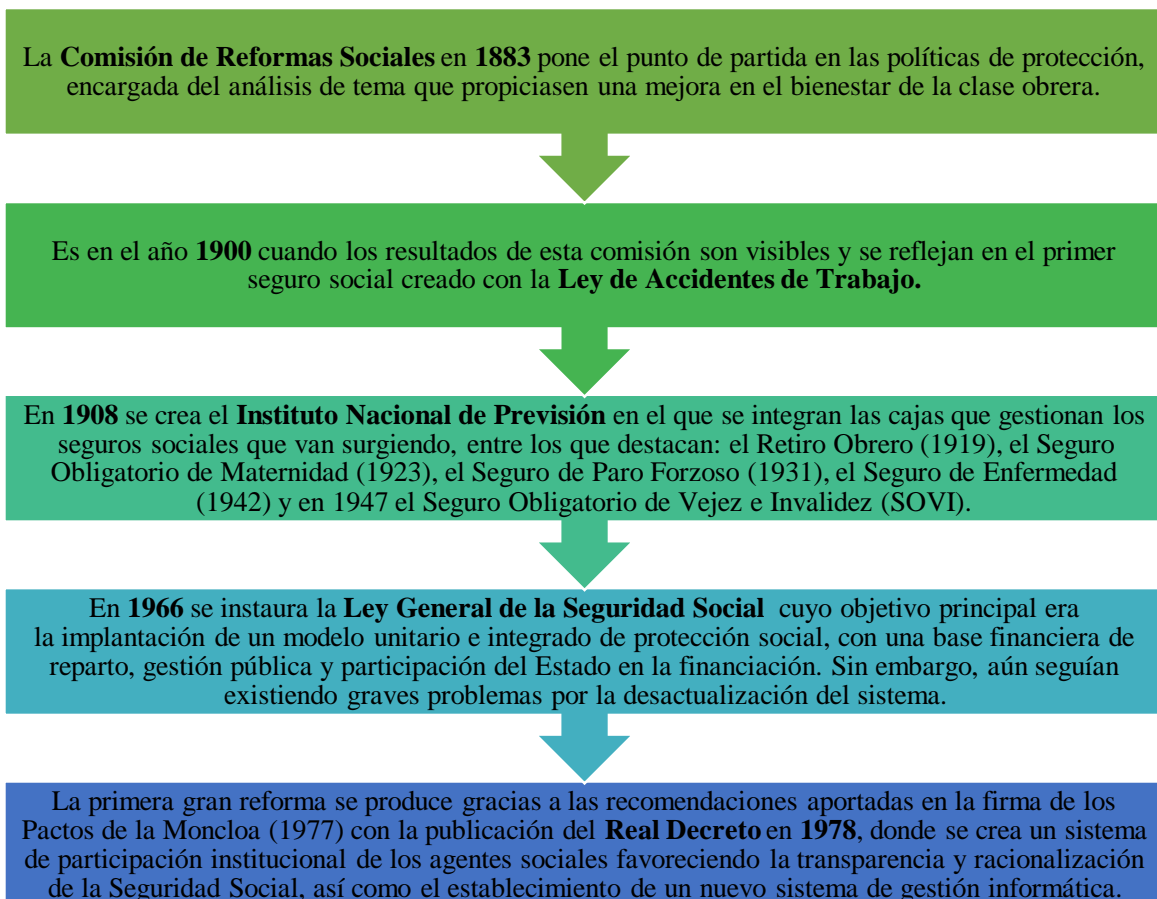 La Comisión de Reformas Sociales en 1883 pone el punto de partida en las políticas de protección,
encargada del análisis de tema que propiciasen una mejora en el bienestar de la clase obrera.
Es en el año 1900 cuando los resultados de esta comisión son visibles y se reflejan en el primer
seguro social creado con la Ley de Accidentes de Trabajo.
En 1908 se crea el Instituto Nacional de Previsión en el que se integran las cajas que gestionan los
seguros sociales que van surgiendo, entre los que destacan: el Retiro Obrero (1919), el Seguro
Obligatorio de Maternidad (1923), el Seguro de Paro Forzoso (1931), el Seguro de Enfermedad
(1942) y en 1947 el Seguro Obligatorio de Vejez e Invalidez (SOVI).
En 1966 se instaura la Ley General de la Seguridad Social cuyo objetivo principal era
la implantación de un modelo unitario e integrado de protección social, con una base financiera de
reparto, gestión pública y participación del Estado en la financiación. Sin embargo, aún seguían
existiendo graves problemas por la desactualización del sistema.
La primera gran reforma se produce gracias a las recomendaciones aportadas en la firma de los
Pactos de la Moncloa (1977) con la publicación del Real Decreto en 1978, donde se crea un sistema
de participación institucional de los agentes sociales favoreciendo la transparencia y racionalización
de la Seguridad Social, así como el establecimiento de un nuevo sistema de gestión informática.